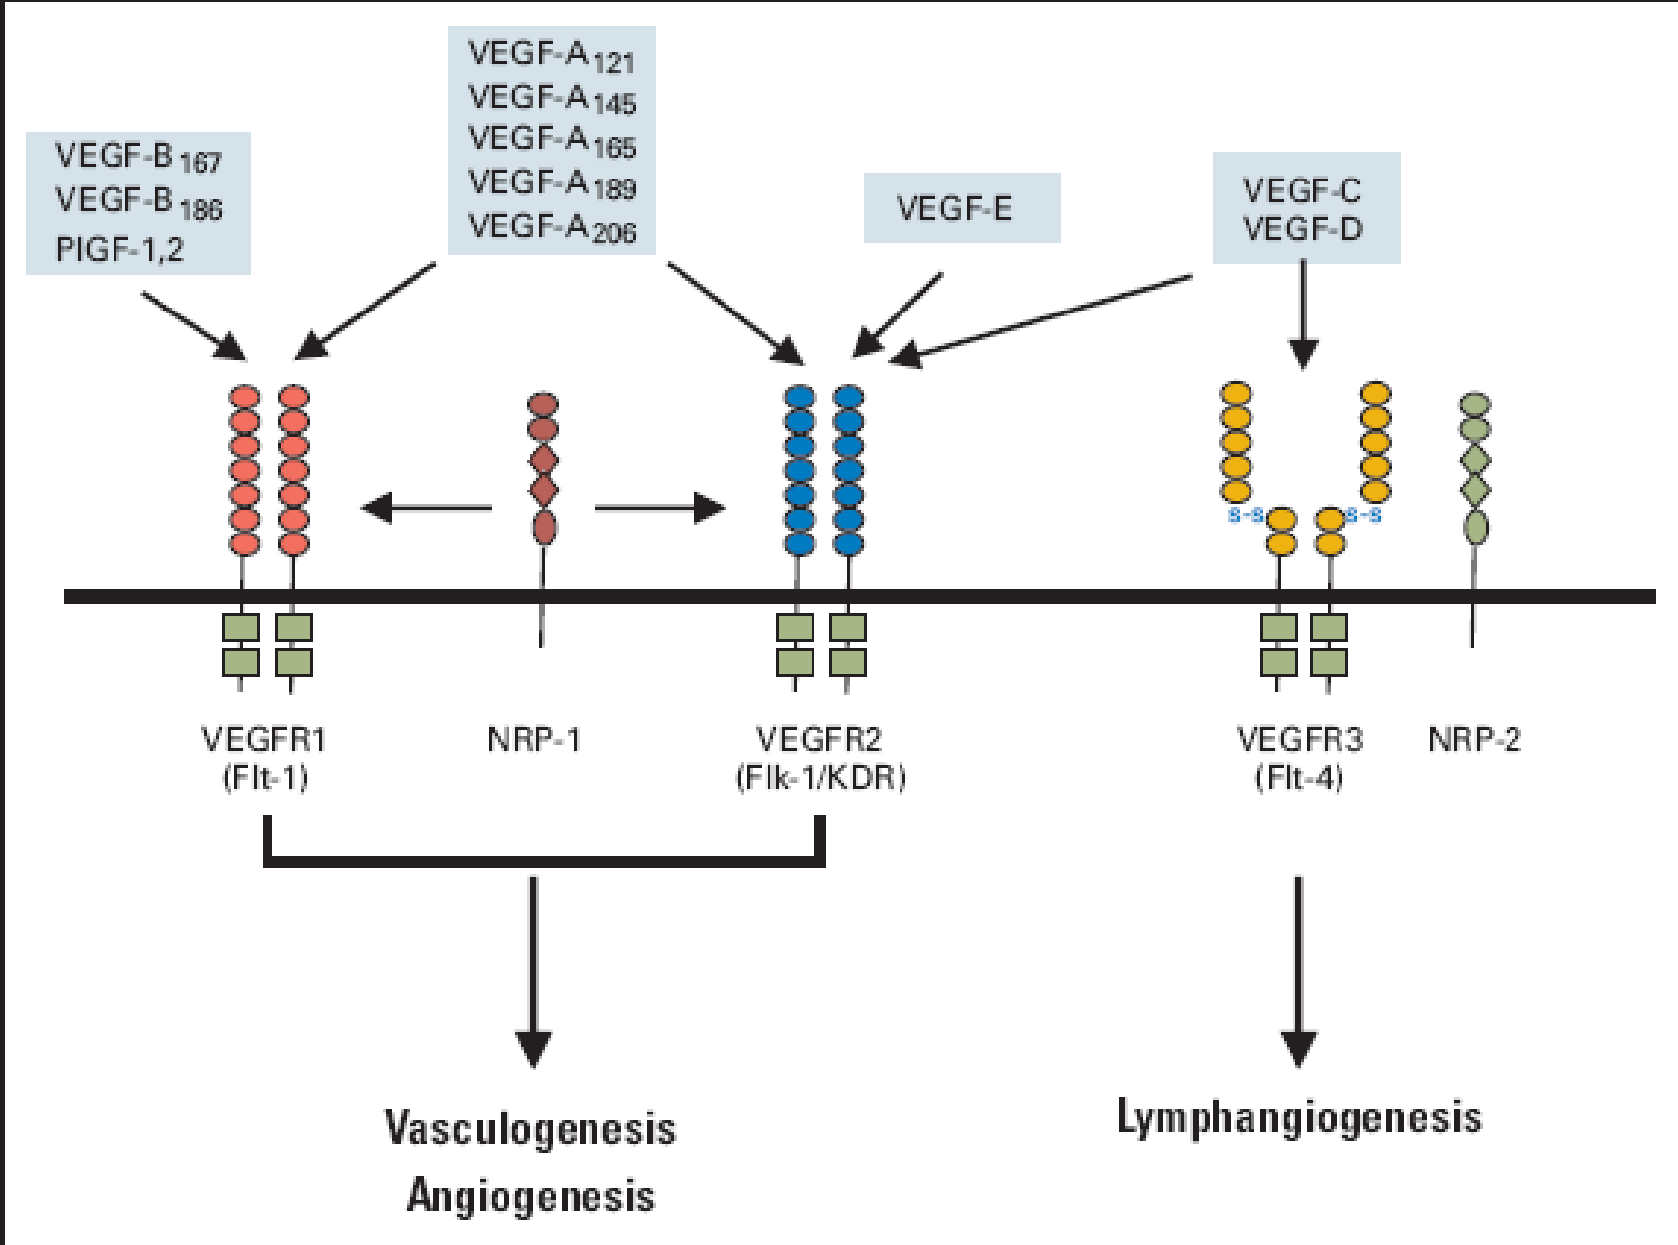 VEGF-A121
VEGF-A145
VEGF-A165
VEGF-A189
VEGF-A206
VEGF-B167
VEGF-B186
PIGF-1,2
VEGF-E
VEGF-C
VEGF-D
S-S
S-S
VEGFR1
(Flt-1)
NRP-1
VEGFR2
(Flk-1/KDR)
VEGFR3
(Flt-4)
NRP-2
Vasculogenesis
Angiogenesis
Lymphangiogenesis